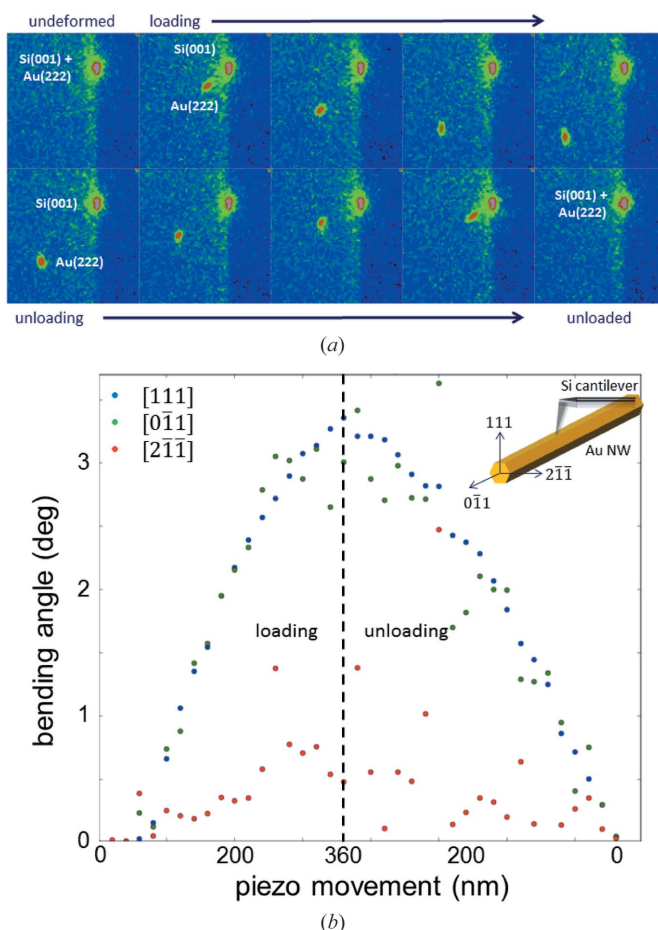 undeformed loading
Si(001) +
Au(222)
Si(001)
Au(222)
Si(001)
Au(222)
Si(001) +
Au(222)
unloading unloaded
(a)
[111]
[01̄1]
[21̄1̄]
Si cantilever
111
Au NW
21̄1̄
01̄1
3
2
1
0
bending angle (deg)
loading unloading
0 200 360 200 0
piezo movement (nm)
(b)